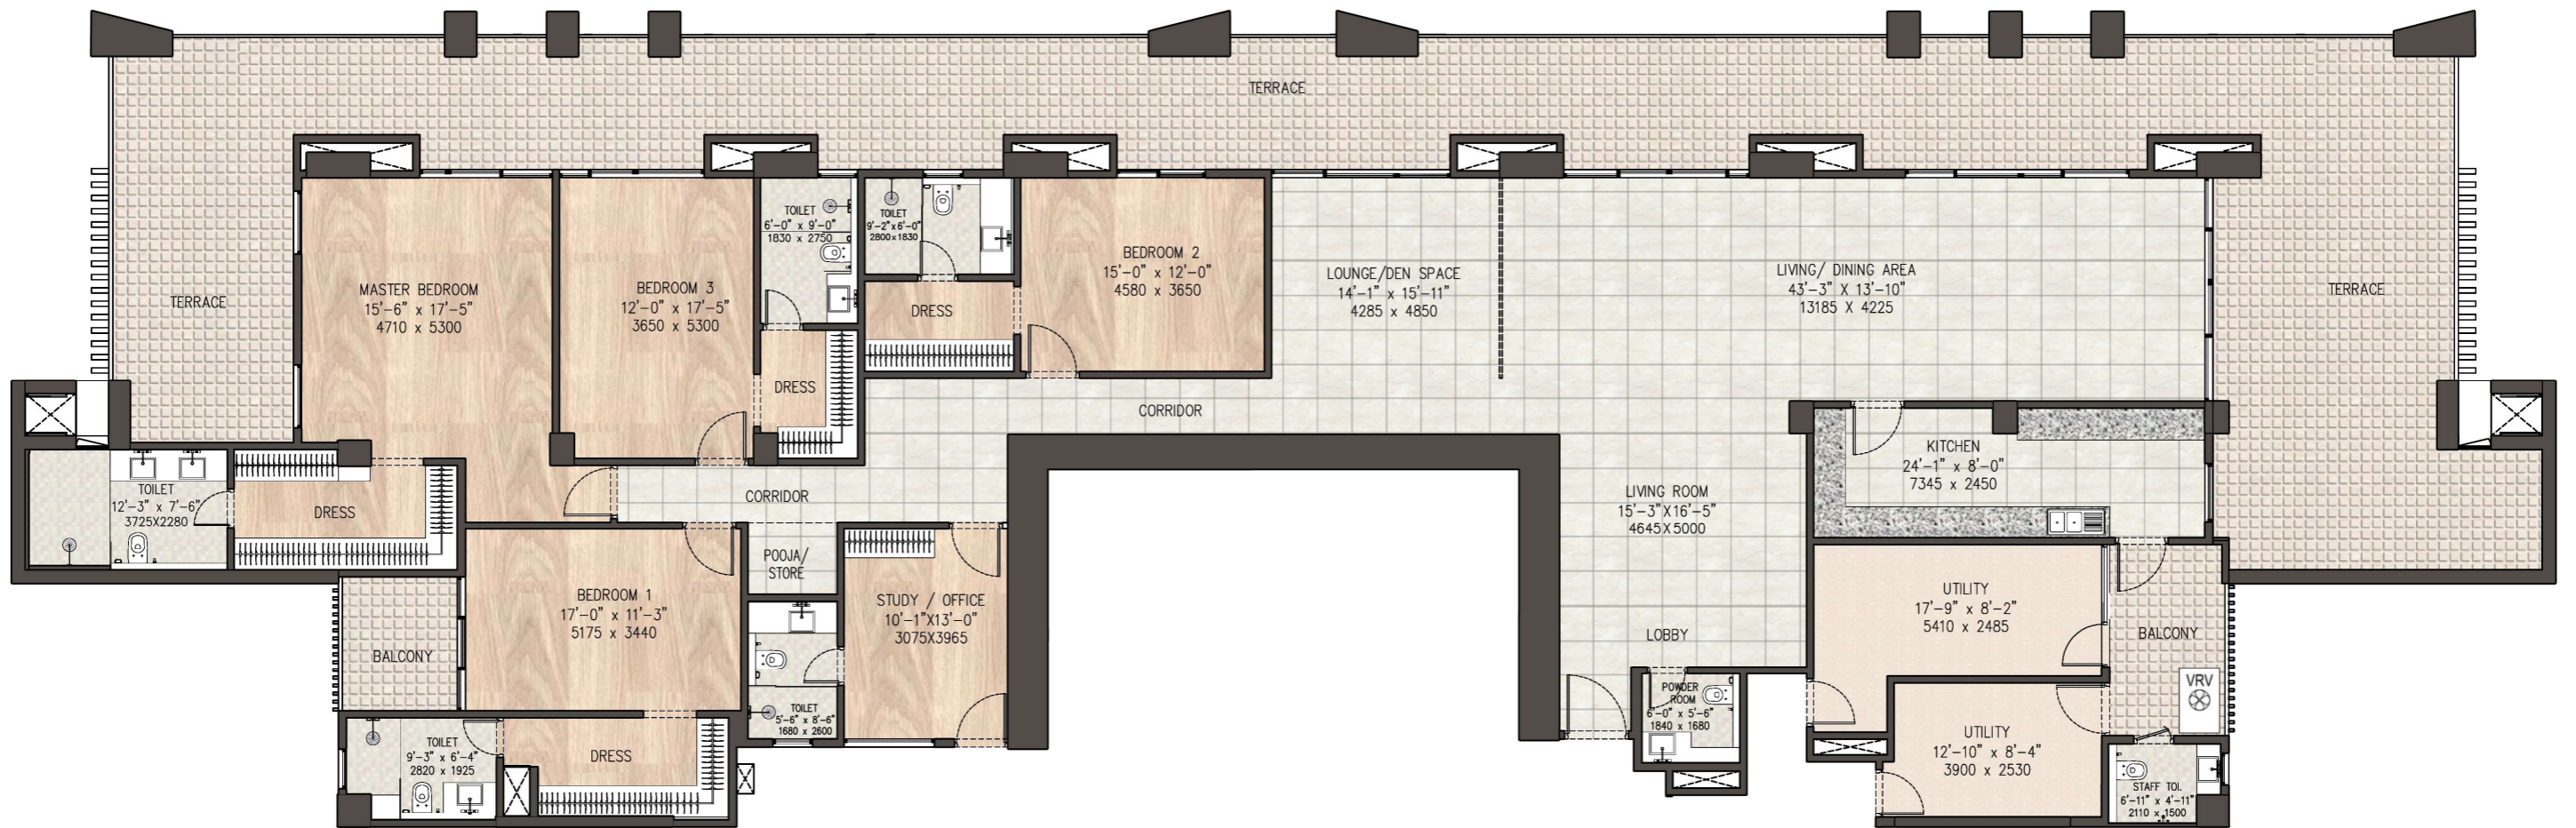 TERRACE
TERRACE
MASTER BEDROOM
15'-6" x 17'-5"
4710 x 5300
BEDROOM 3
12'-0" x 17'-5"
3650 x 5300
TOILET
6'-0" x 9'-0"
1830 x 2750
TOILET
9'-2"x6'-0"
2800x1830
DRESS
DRESS
BEDROOM 2
15'-0" x 12'-0"
4580 x 3650
LOUNGE/DEN SPACE
14'-1" x 15'-11"
4285 x 4850
LIVING/ DINING AREA
43'-3" X 13'-10"
13185 X 4225
TERRACE
CORRIDOR
KITCHEN
24'-1" x 8'-0"
7345 x 2450
TOILET
12'-3" x 7'-6"
3725X2280
DRESS
CORRIDOR
LIVING ROOM
15'-3"X16'-5"
4645X5000
POOJA/
STORE
BEDROOM 1
17'-0" x 11'-3"
5175 x 3440
STUDY / OFFICE
10'-1"X13'-0"
3075X3965
UTILITY
17'-9" x 8'-2"
5410 x 2485
LOBBY
BALCONY
BALCONY
VRV
POWDER
ROOM
6'-0" x 5'-6"
1840 x 1680
TOILET
5'-6" x 8'-6"
1680 x 2600
TOILET
9'-3" x 6'-4"
2820 x 1925
DRESS
UTILITY
12'-10" x 8'-4"
3900 x 2530
STAFF TOI.
6'-11" x 4'-11"
2110 x 1500